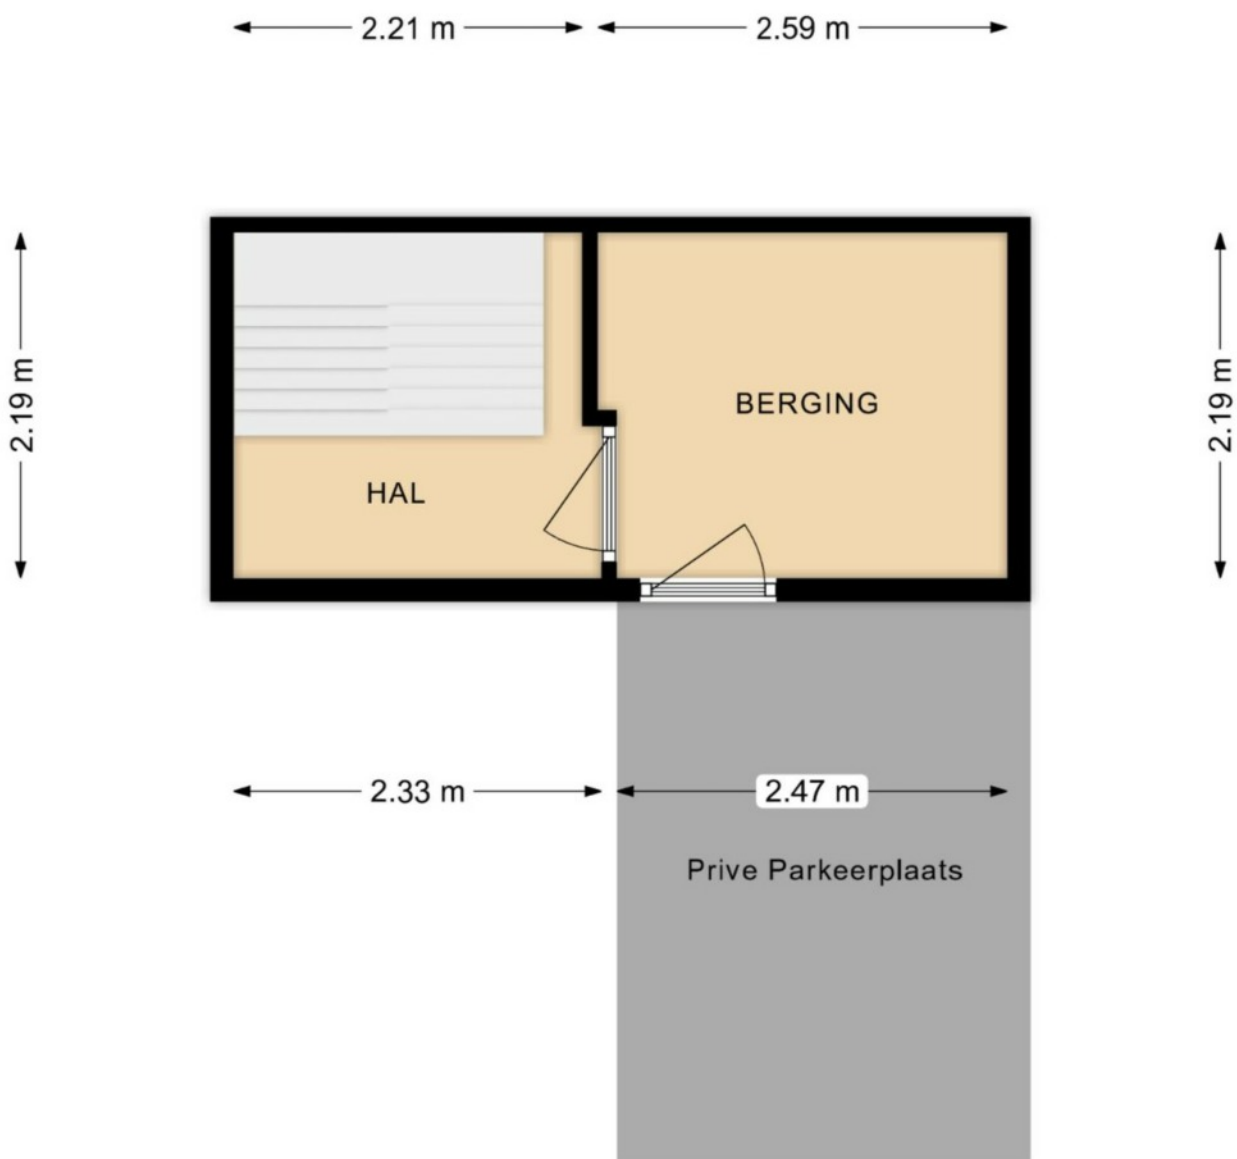 2.21 m
2.59 m
2.19 m
2.19 m
BERGING
HAL
2.33 m
2.47 m
Prive Parkeerplaats